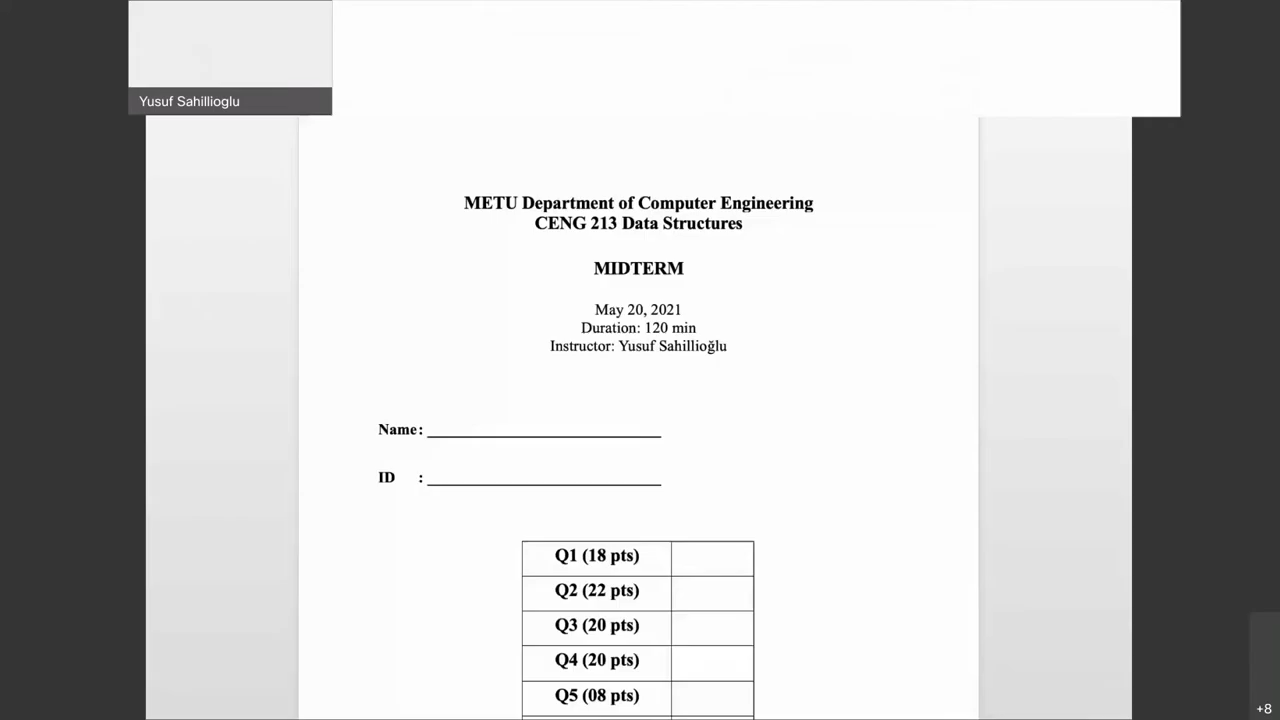 Yusuf Sahillioglu
METU Department of Computer Engineering
CENG 213 Data Structures
MIDTERM
May 20, 2021
Duration: 120 min
Instructor: Yusuf Sahillioğlu
Name:
ID :
Q1 (18 pts)
Q2 (22 pts)
Q3 (20 pts)
Q4 (20 pts)
Q5 (08 pts)
+8